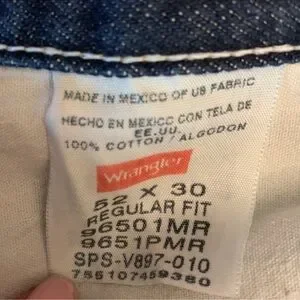 MADE IN MEXICO OF US FABRIC
HECHO EN MEXICO CON TELA DE
EE.UU.
100% COTTON / ALGODON
Wrangler
52 X 30
REGULAR FIT
96501MR
9651PMR
SPS-V897-010
755107459380